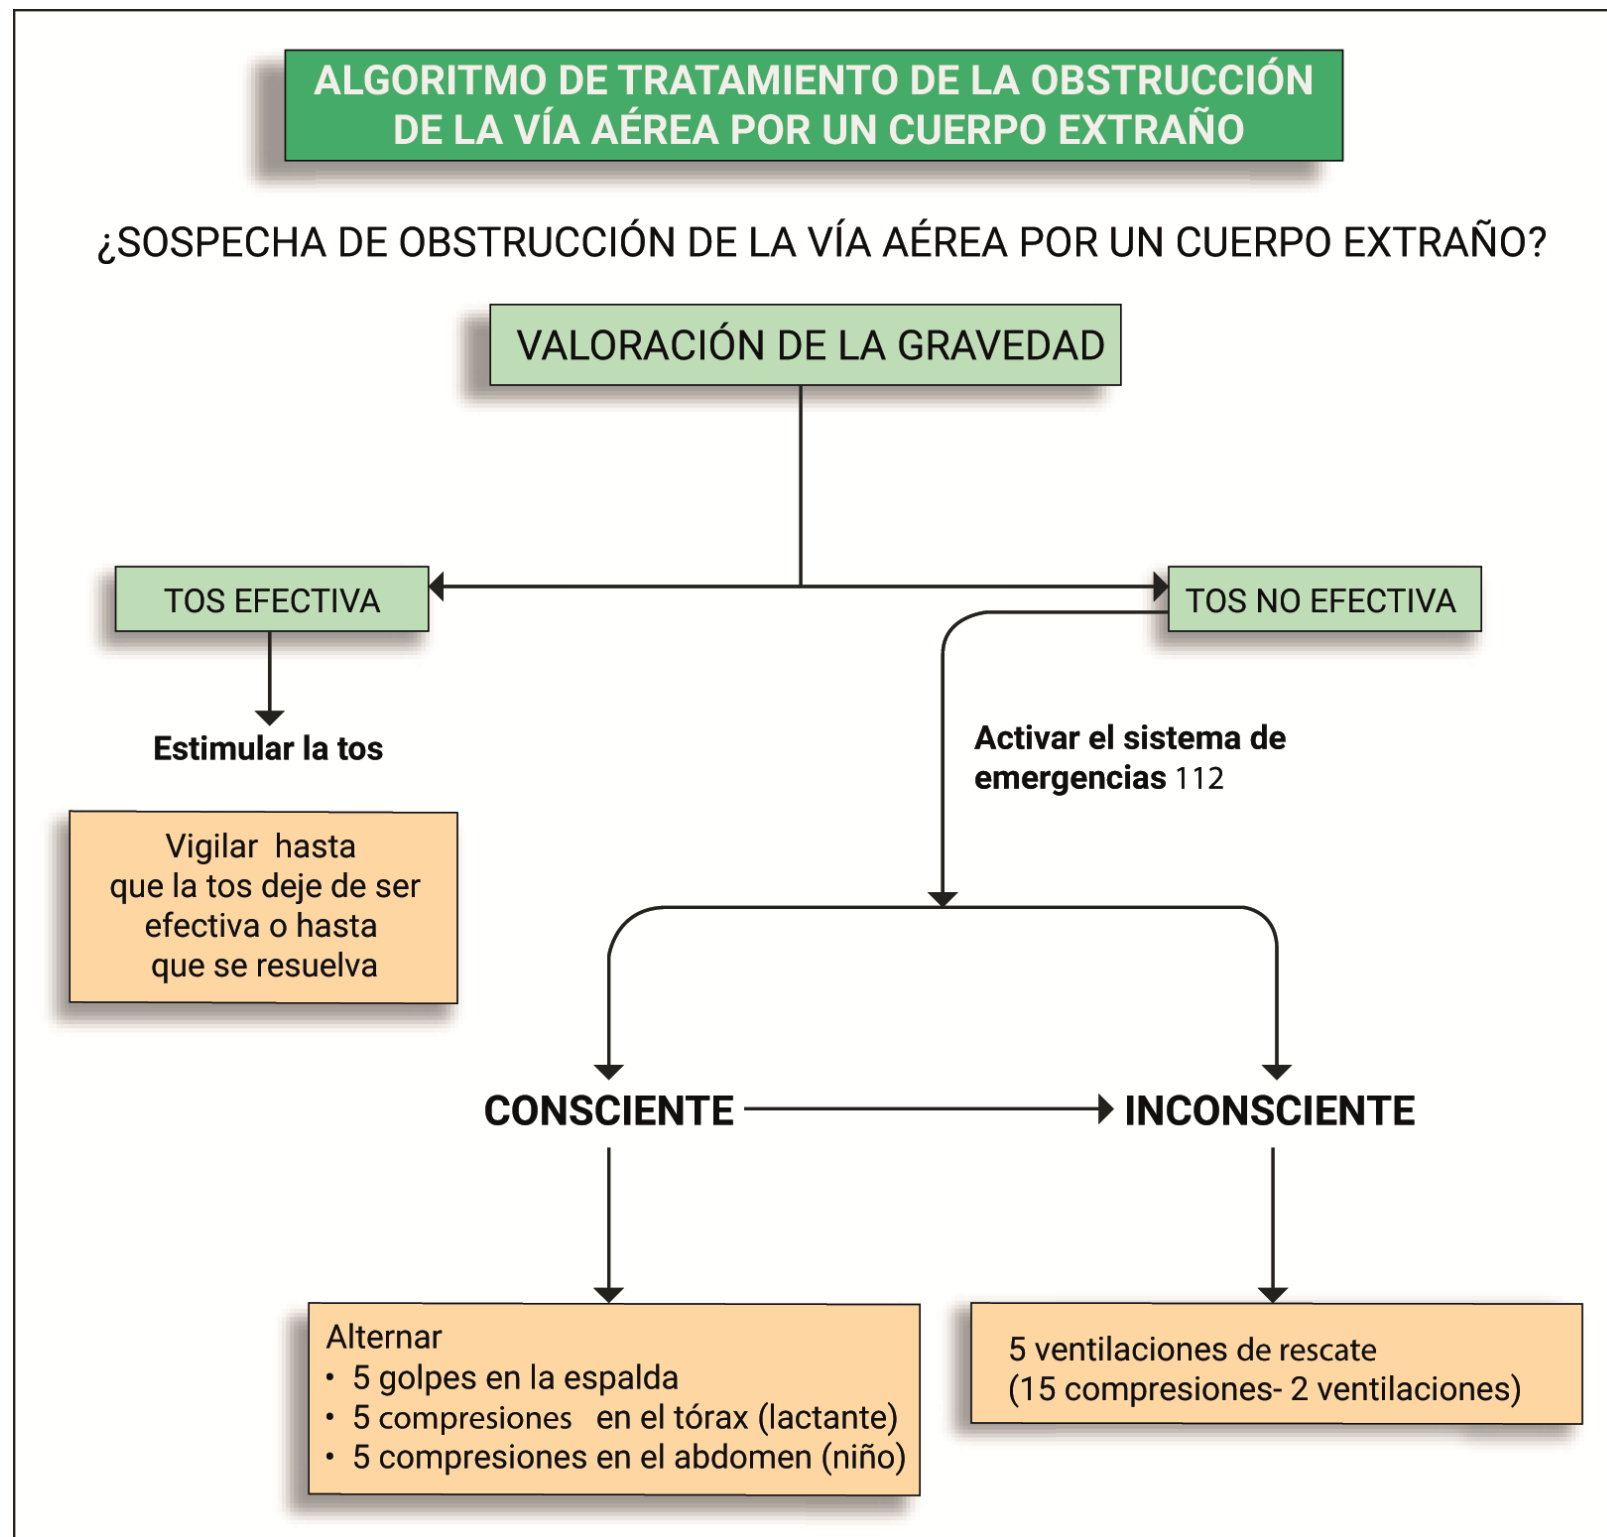 ALGORITMO DE TRATAMIENTO DE LA OBSTRUCCIÓN
DE LA VÍA AÉREA POR UN CUERPO EXTRAÑO
¿SOSPECHA DE OBSTRUCCIÓN DE LA VÍA AÉREA POR UN CUERPO EXTRAÑO?
VALORACIÓN DE LA GRAVEDAD
TOS EFECTIVA
TOS NO EFECTIVA
Estimular la tos
Activar el sistema de
emergencias 112
Vigilar hasta
que la tos deje de ser
efectiva o hasta
que se resuelva
CONSCIENTE
INCONSCIENTE
Alternar
• 5 golpes en la espalda
• 5 compresiones en el tórax (lactante)
• 5 compresiones en el abdomen (niño)
5 ventilaciones de rescate
(15 compresiones- 2 ventilaciones)